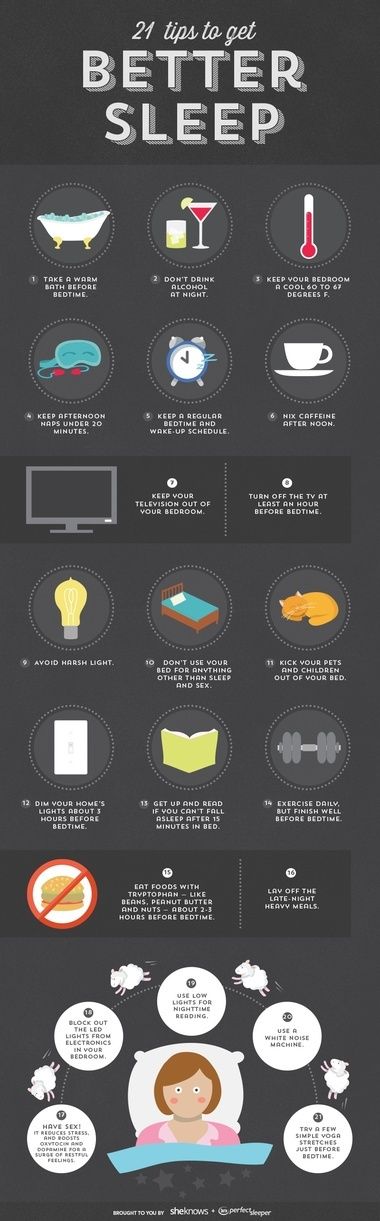 21 tips to get
BETTER
SLEEP
1 TAKE A WARM
BATH BEFORE
BEDTIME.
2 DON'T DRINK
ALCOHOL
AT NIGHT.
3 KEEP YOUR BEDROOM
A COOL 60 TO 67
DEGREES F.
4 KEEP AFTERNOON
NAPS UNDER 20
MINUTES.
5 KEEP A REGULAR
BEDTIME AND
WAKE-UP SCHEDULE.
6 NIX CAFFEINE
AFTER NOON.
7
KEEP YOUR
TELEVISION OUT OF
YOUR BEDROOM.
8
TURN OFF THE TV AT
LEAST AN HOUR
BEFORE BEDTIME.
9 AVOID HARSH LIGHT.
10 DON'T USE YOUR
BED FOR ANYTHING
OTHER THAN SLEEP
AND SEX.
11 KICK YOUR PETS
AND CHILDREN
OUT OF YOUR BED.
12 DIM YOUR HOME'S
LIGHTS ABOUT 3
HOURS BEFORE
BEDTIME.
13 GET UP AND READ
IF YOU CAN'T FALL
ASLEEP AFTER 15
MINUTES IN BED.
14 EXERCISE DAILY,
BUT FINISH WELL
BEFORE BEDTIME.
15
EAT FOODS WITH
TRYPTOPHAN — LIKE
BEANS, PEANUT BUTTER
AND NUTS — ABOUT 2-3
HOURS BEFORE BEDTIME.
16
LAY OFF THE
LATE-NIGHT
HEAVY MEALS.
17
HAVE SEX!
IT REDUCES STRESS,
AND BOOSTS
OXYTOCIN AND
DOPAMINE FOR A
SURGE OF RESTFUL
FEELINGS.
18
BLOCK OUT
THE LED
LIGHTS FROM
ELECTRONICS
IN YOUR
BEDROOM.
19
USE LOW
LIGHTS FOR
NIGHTTIME
READING.
20
USE A
WHITE NOISE
MACHINE.
21
TRY A FEW
SIMPLE YOGA
STRETCHES
JUST BEFORE
BEDTIME.
BROUGHT TO YOU BY sheknows + perfect sleeper